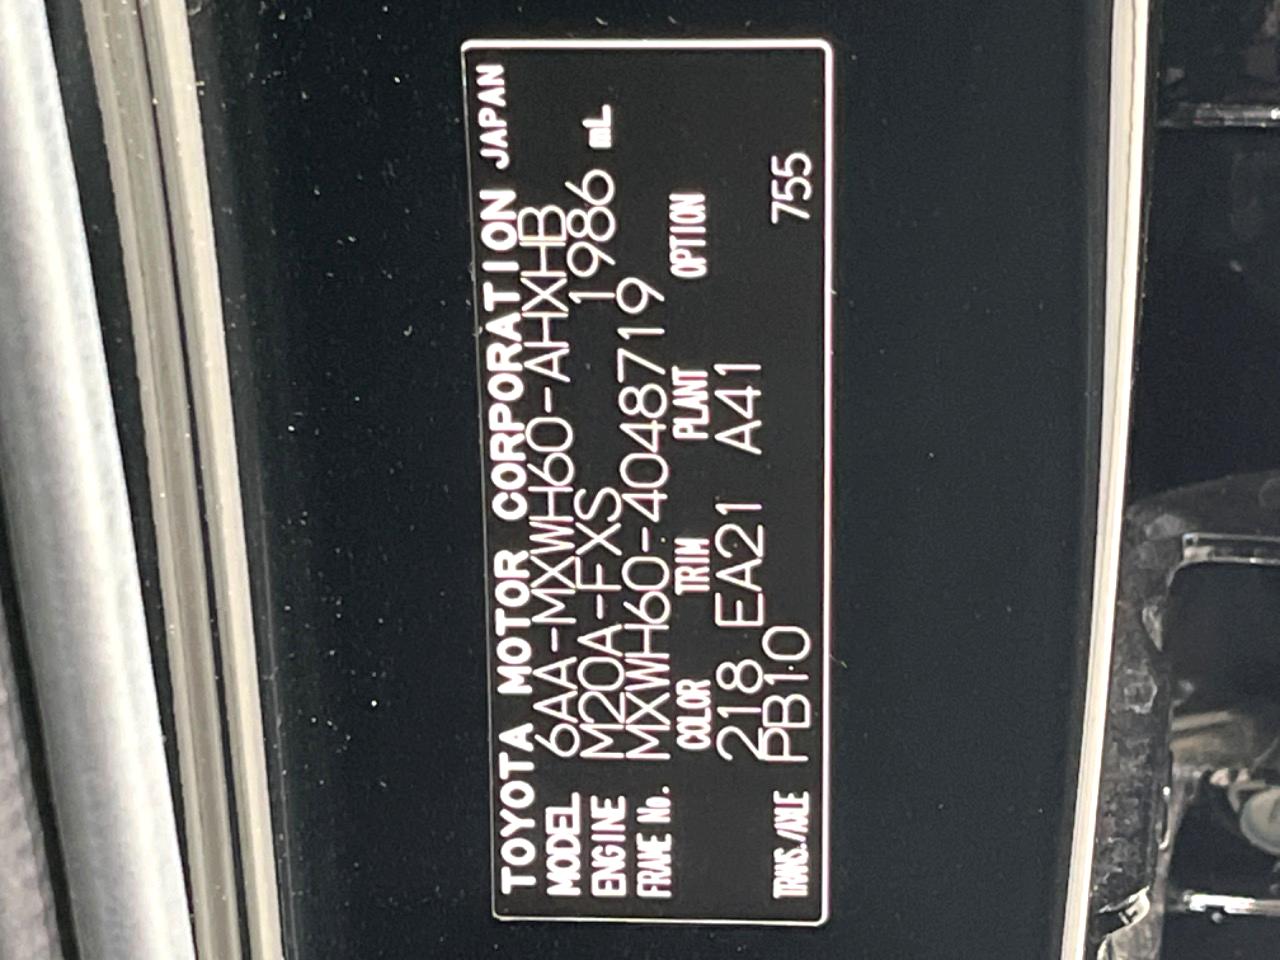 TOYOTA MOTOR CORPORATION JAPAN
MODEL 6AA-MXWH60-AHXHB
ENGINE M20A-FXS 1986 mL
FRAME No. MXWH60-4048719
COLOR TRIM PLANT OPTION
218 EA21 A41
TRANS./AXLE PB10 755